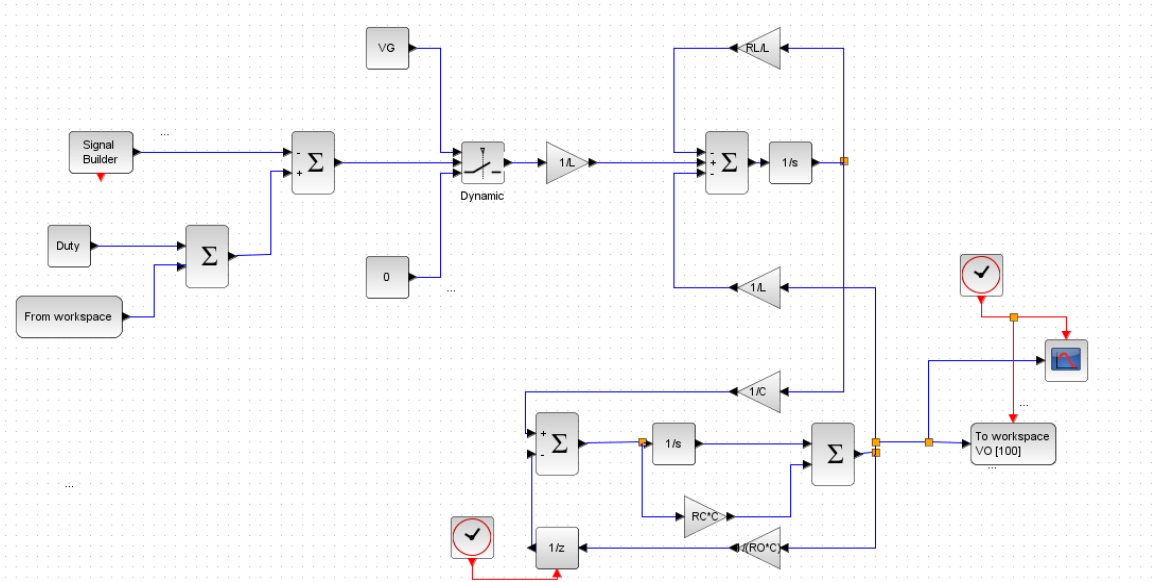 VG
RL/L
...
Signal
Builder
-
+
Σ
Dynamic
1/L
-
+
-
Σ
1/s
Duty
Σ
0
...
1/L
From workspace
1/C
...
+
-
Σ
1/s
Σ
To workspace
VO [100]
...
...
RC*C
1/z
/(RO*C)